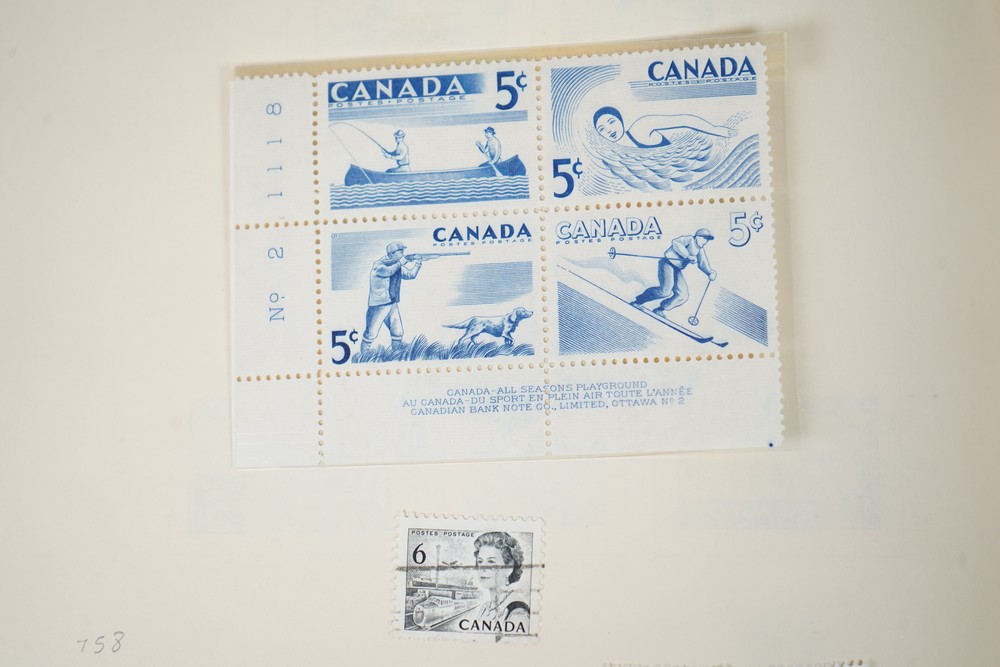 CANADA 5¢
POSTES • POSTAGE
CANADA
POSTES POSTAGE
5¢
CANADA
POSTES POSTAGE
5¢
CANADA 5¢
POSTES POSTAGE
1118
Nº 2
CANADA-ALL SEASONS PLAYGROUND
AU CANADA-DU SPORT EN PLEIN AIR TOUTE L'ANNÉE
CANADIAN BANK NOTE CO., LIMITED, OTTAWA Nº 2
POSTES POSTAGE
6
CANADA
758